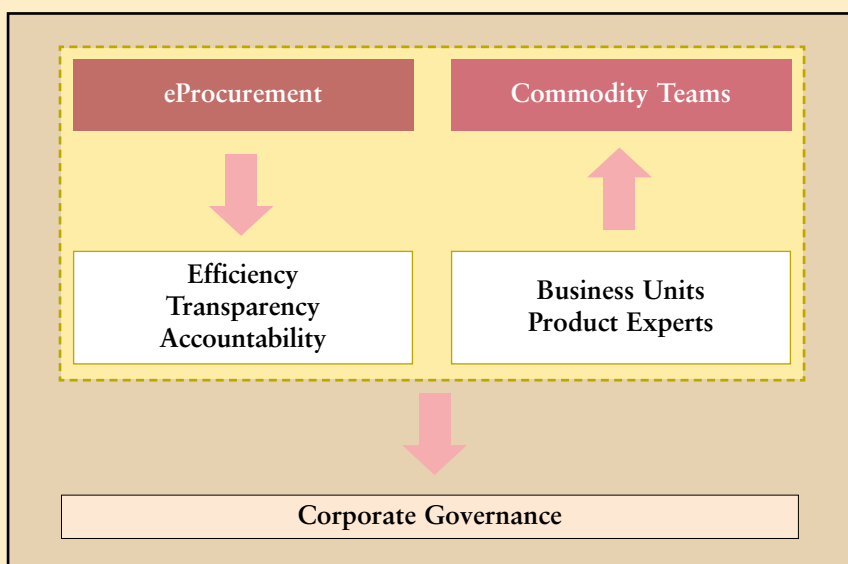 eProcurement
Commodity Teams
Efficiency
Transparency
Accountability
Business Units
Product Experts
Corporate Governance